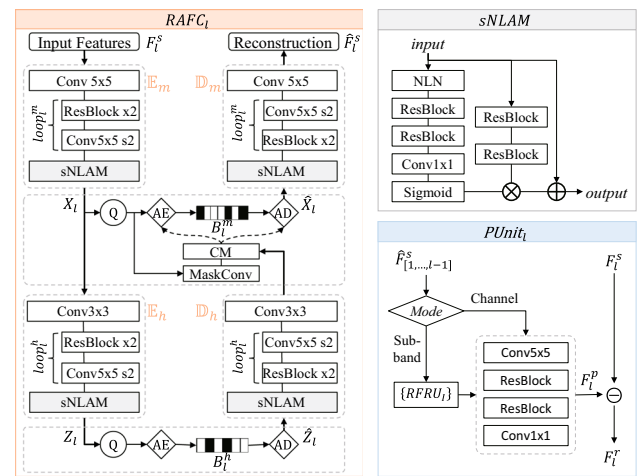 RAFC_l
Input Features F_l^s
Reconstruction F̂_l^s
𝔼_m
𝔻_m
Conv 5x5
loop_l^m
ResBlock x2
Conv5x5 s2
sNLAM
Conv 5x5
loop_l^m
Conv5x5 s2
ResBlock x2
sNLAM
X_l
Q
AE
B_l^m
AD
X̂_l
CM
MaskConv
𝔼_h
𝔻_h
Conv3x3
loop_l^h
ResBlock x2
Conv5x5 s2
sNLAM
Conv3x3
loop_l^h
Conv5x5 s2
ResBlock x2
sNLAM
Z_l
Q
AE
B_l^h
AD
Ẑ_l
sNLAM
input
NLN
ResBlock
ResBlock
Conv1x1
Sigmoid
ResBlock
ResBlock
output
PUnit_l
F̂_[1,...,l−1]^s
F_l^s
Mode
Channel
Sub-
band
{RFRU_l}
Conv5x5
ResBlock
ResBlock
Conv1x1
F_l^p
F_l^r